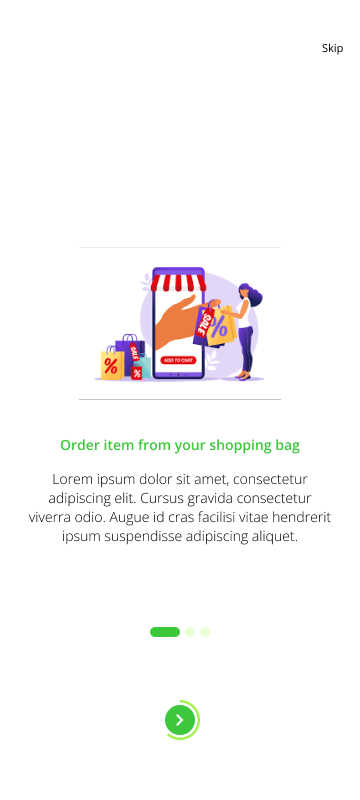 Skip
SALE
%
ADD TO CART
%
SALE
%
Order item from your shopping bag
Lorem ipsum dolor sit amet, consectetur
adipiscing elit. Cursus gravida consectetur
viverra odio. Augue id cras facilisi vitae hendrerit
ipsum suspendisse adipiscing aliquet.